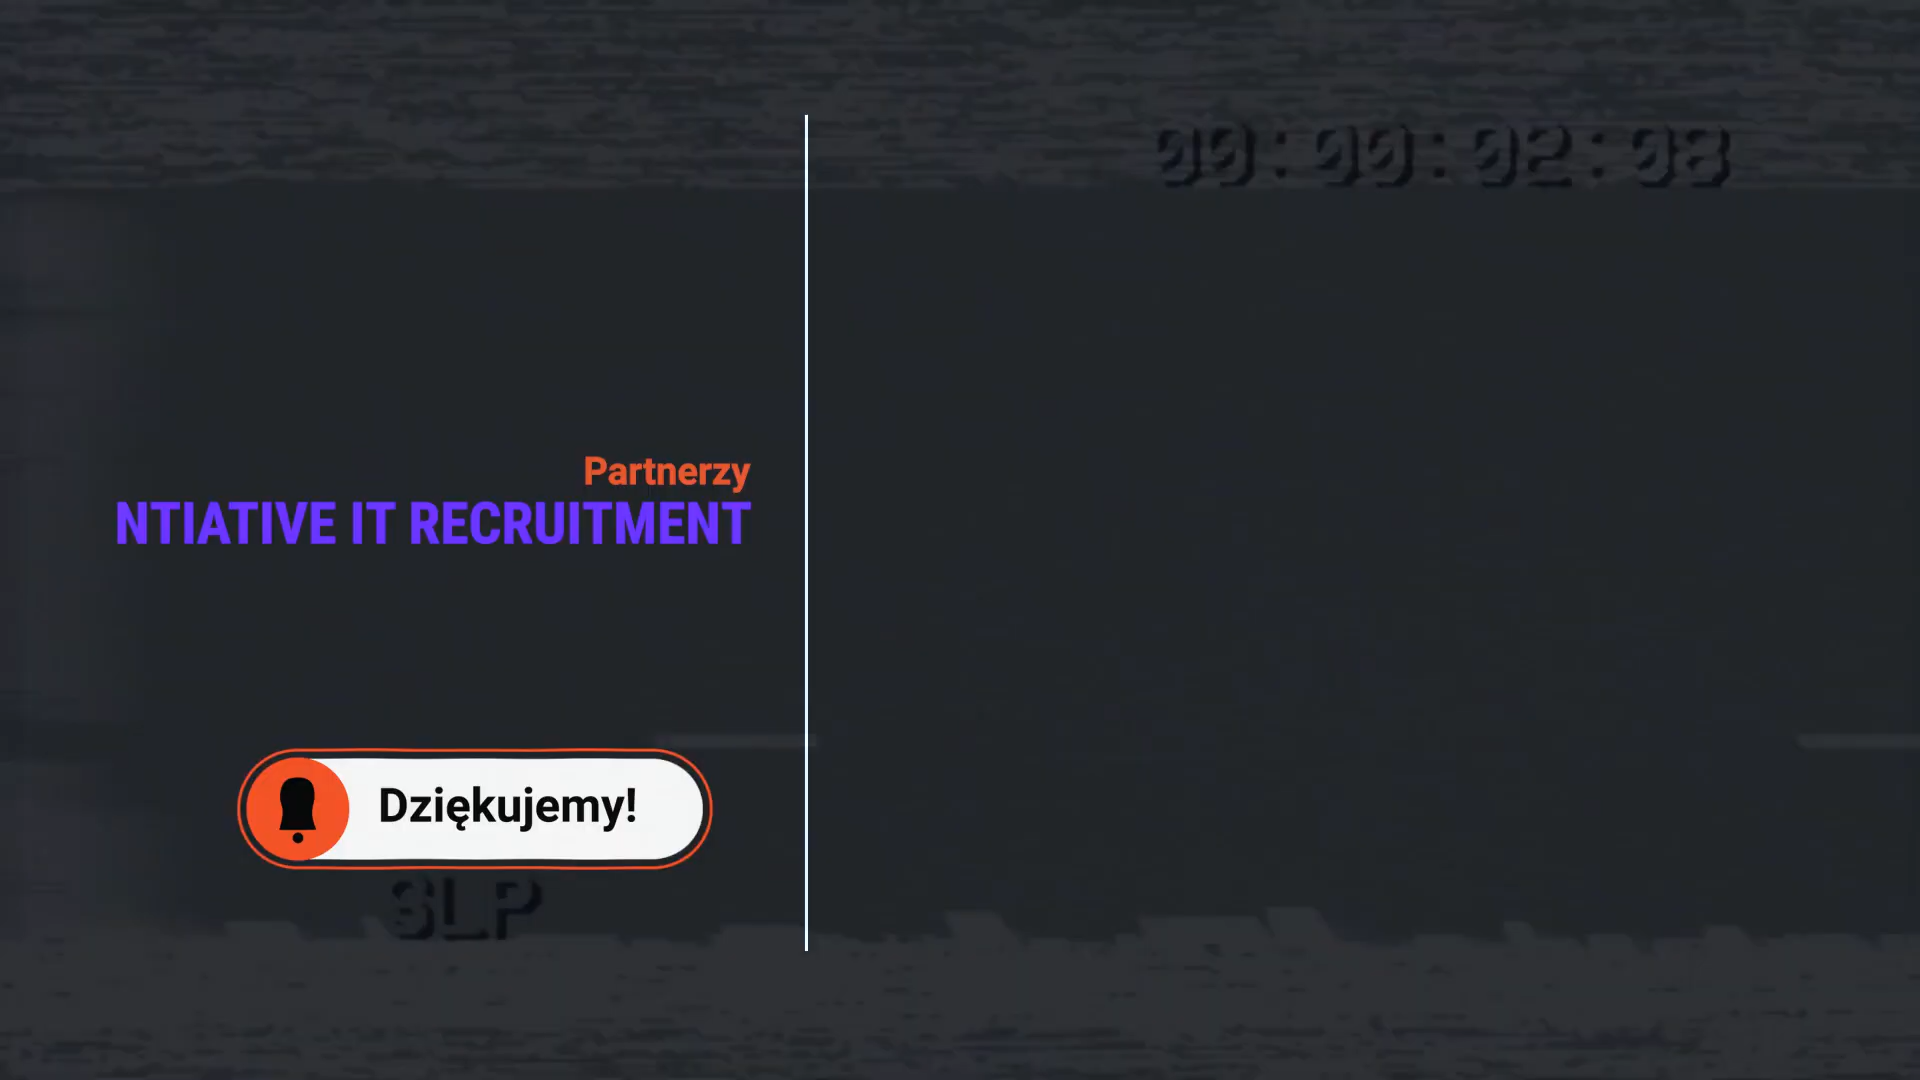 00:00:02:08
Partnerzy
NTIATIVE IT RECRUITMENT
Dziękujemy!
SLP